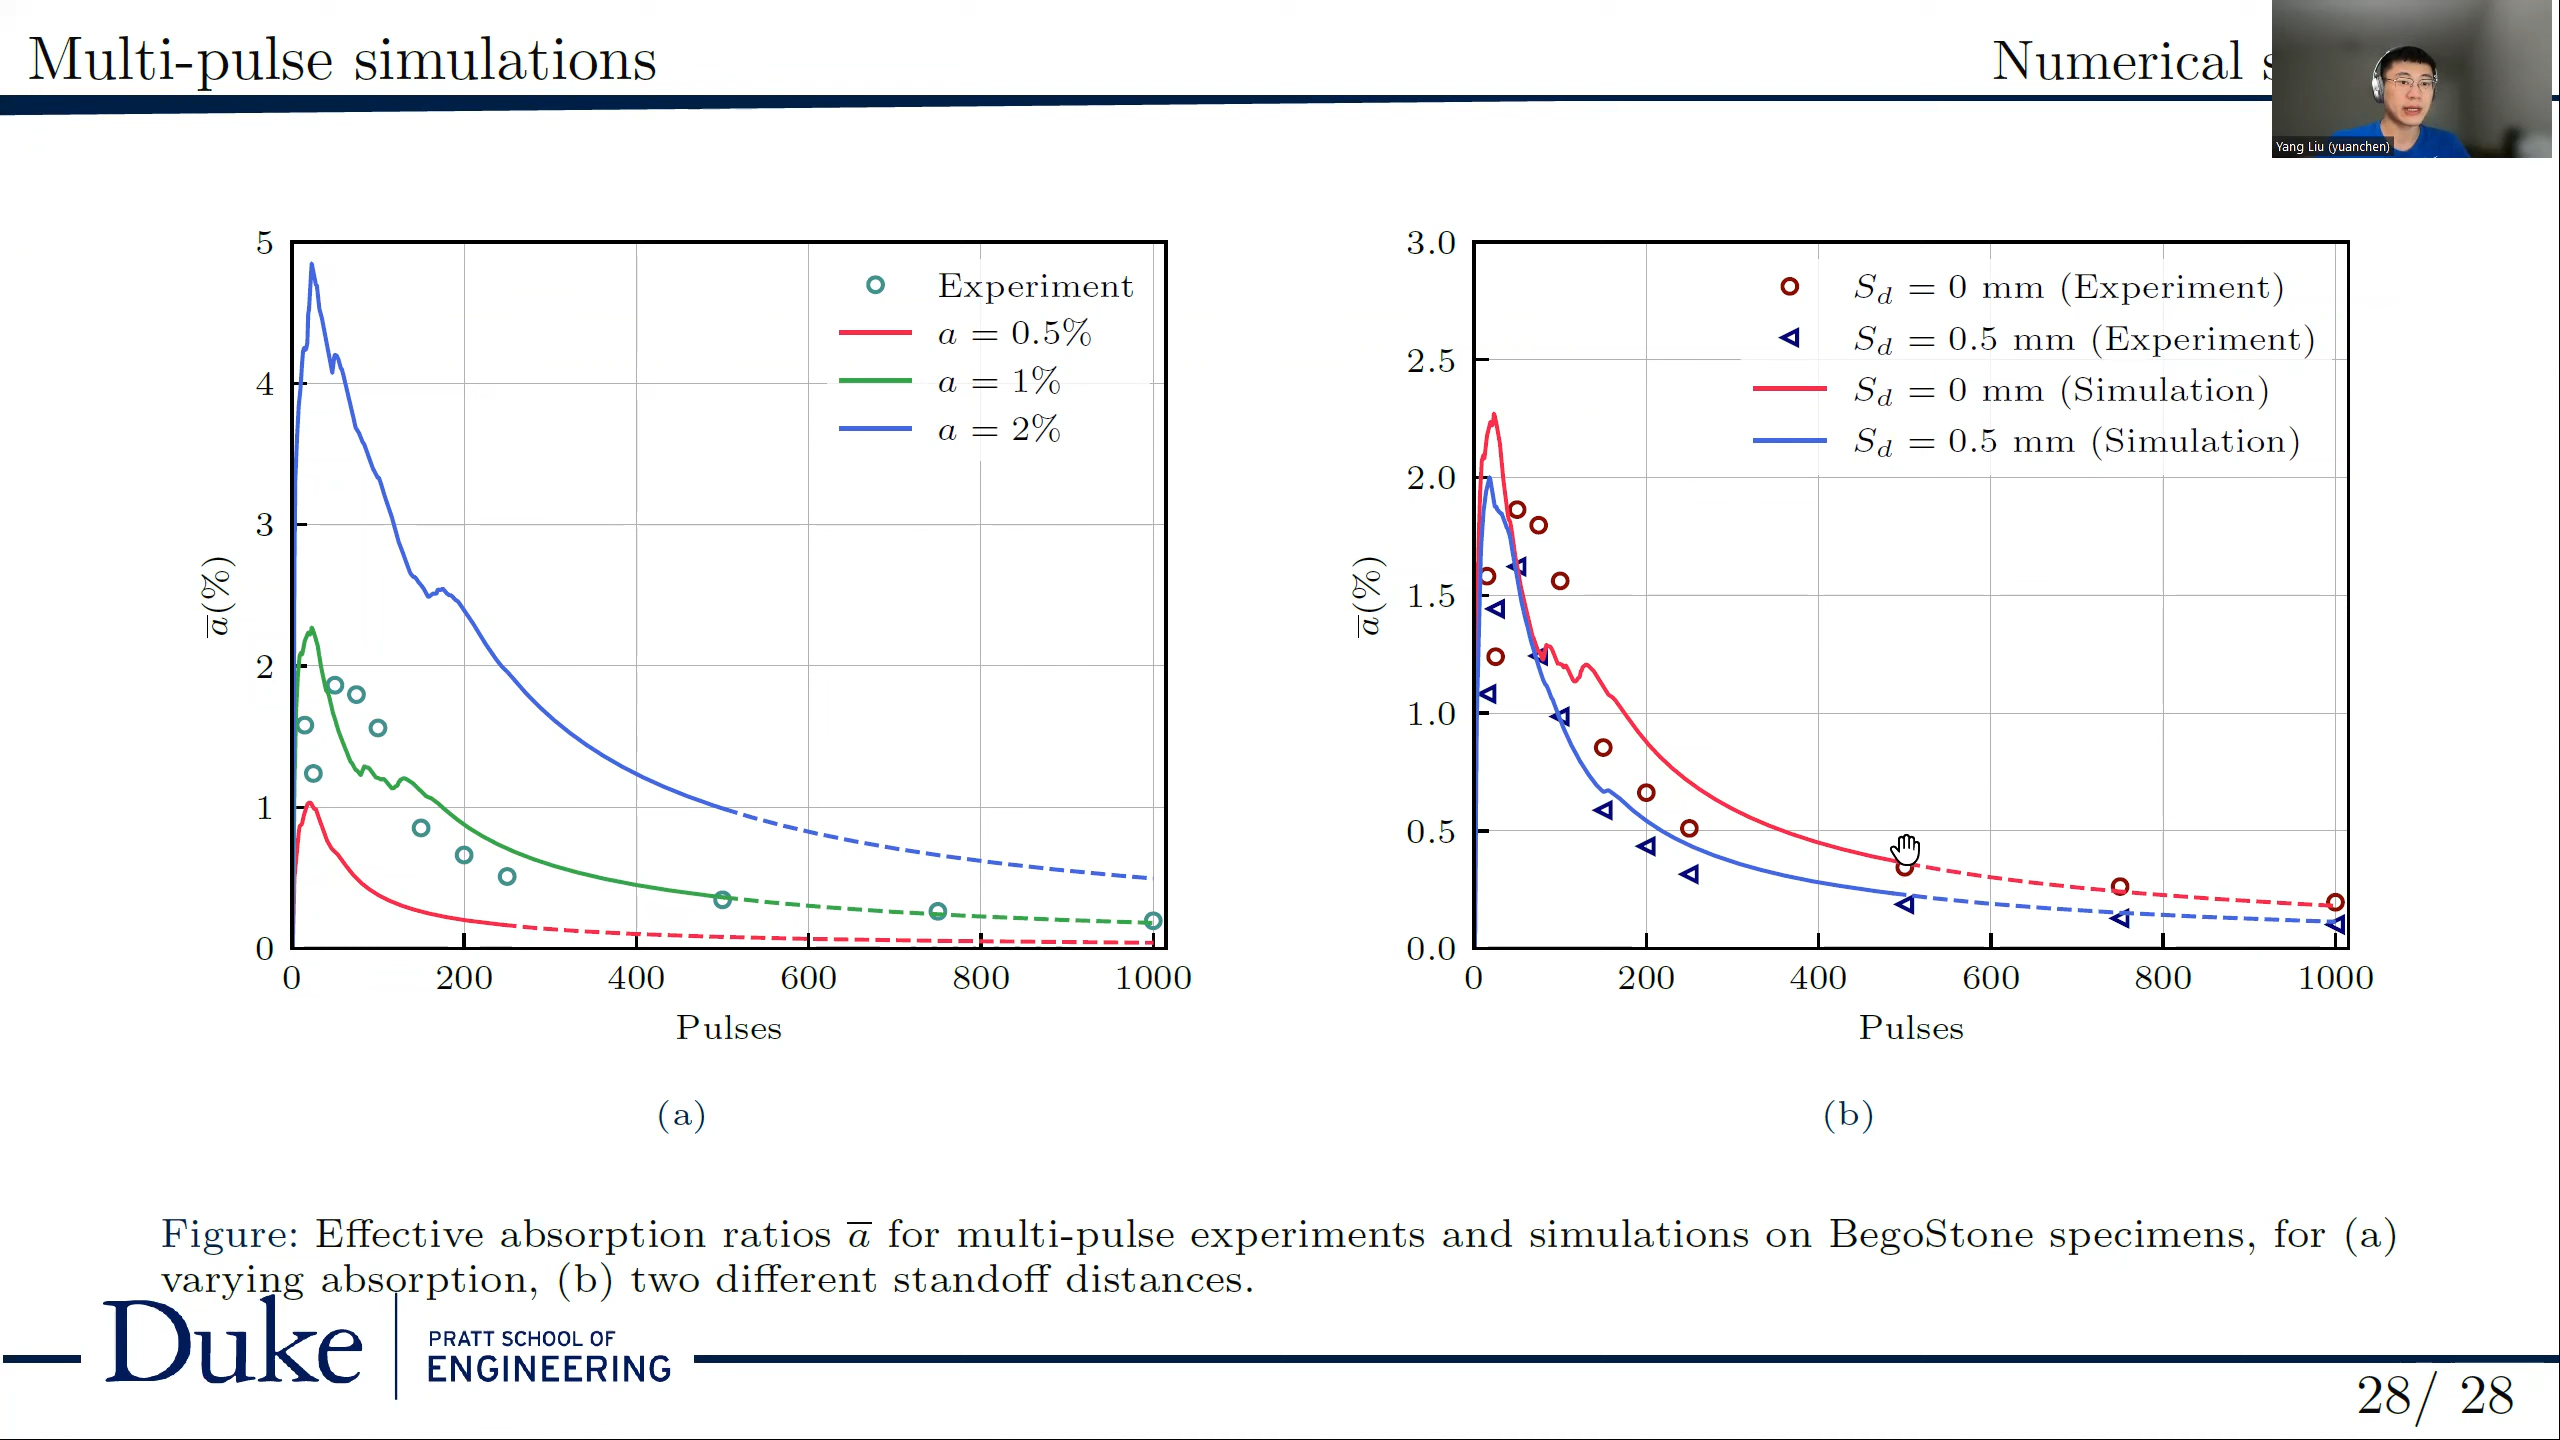 Multi-pulse simulations
Numerical
Yang Liu (yuanchen)
5
4
3
2
1
0
a̅(%)
0 200 400 600 800 1000
Pulses
Experiment
a = 0.5%
a = 1%
a = 2%
(a)
3.0
2.5
2.0
1.5
1.0
0.5
0.0
a̅(%)
0 200 400 600 800 1000
Pulses
S_d = 0 mm (Experiment)
S_d = 0.5 mm (Experiment)
S_d = 0 mm (Simulation)
S_d = 0.5 mm (Simulation)
(b)
Figure: Effective absorption ratios a̅ for multi-pulse experiments and simulations on BegoStone specimens, for (a)
varying absorption, (b) two different standoff distances.
Duke
PRATT SCHOOL OF
ENGINEERING
28/ 28